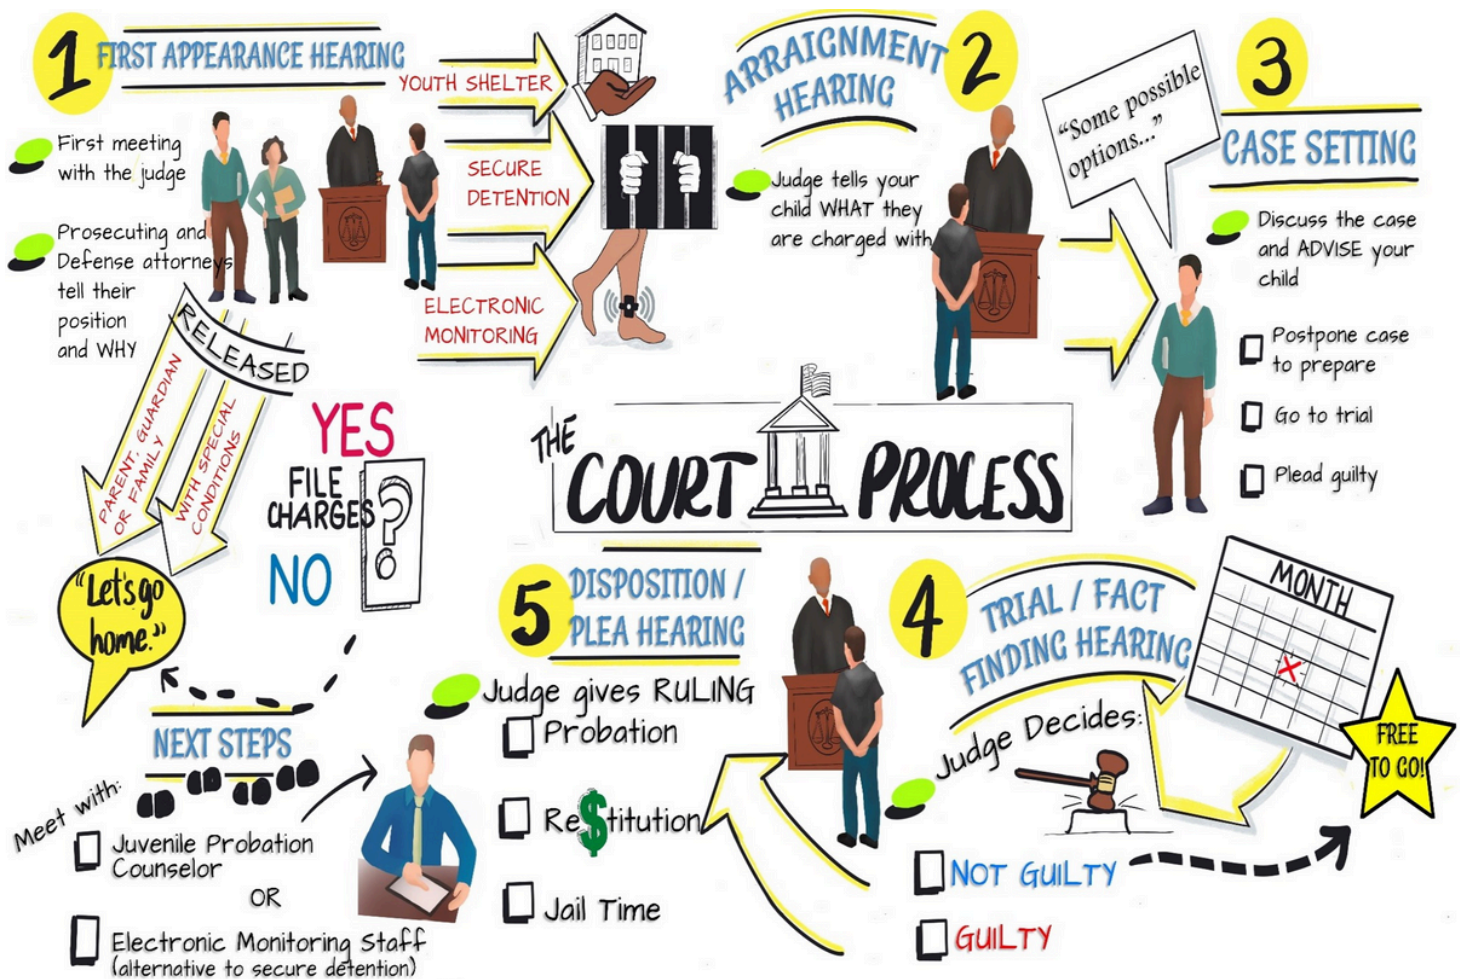 1
FIRST APPEARANCE HEARING
First meeting
with the judge
Prosecuting and
Defense attorneys
tell their
position
and WHY
YOUTH SHELTER
SECURE
DETENTION
ELECTRONIC
MONITORING
RELEASED
PARENT, GUARDIAN
OR FAMILY
WITH SPECIAL
CONDITIONS
"Let's go
home."
YES
FILE
CHARGES
?
NO
ARRAIGNMENT
HEARING
2
Judge tells your
child WHAT they
are charged with
3
CASE SETTING
"Some possible
options..."
Discuss the case
and ADVISE your
child
Postpone case
to prepare
Go to trial
Plead guilty
THE
COURT PROCESS
4
TRIAL / FACT
FINDING HEARING
MONTH
X
Judge Decides:
NOT GUILTY
GUILTY
FREE
TO GO!
5
DISPOSITION /
PLEA HEARING
Judge gives RULING
Probation
Re$titution
Jail Time
NEXT STEPS
Meet with:
Juvenile Probation
Counselor
OR
Electronic Monitoring Staff
(alternative to secure detention)